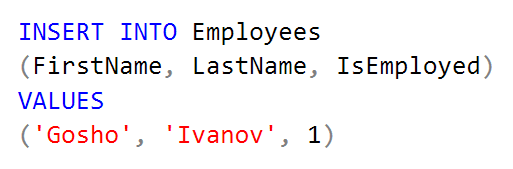 INSERT INTO Employees
(FirstName, LastName, IsEmployed)
VALUES
('Gosho', 'Ivanov', 1)